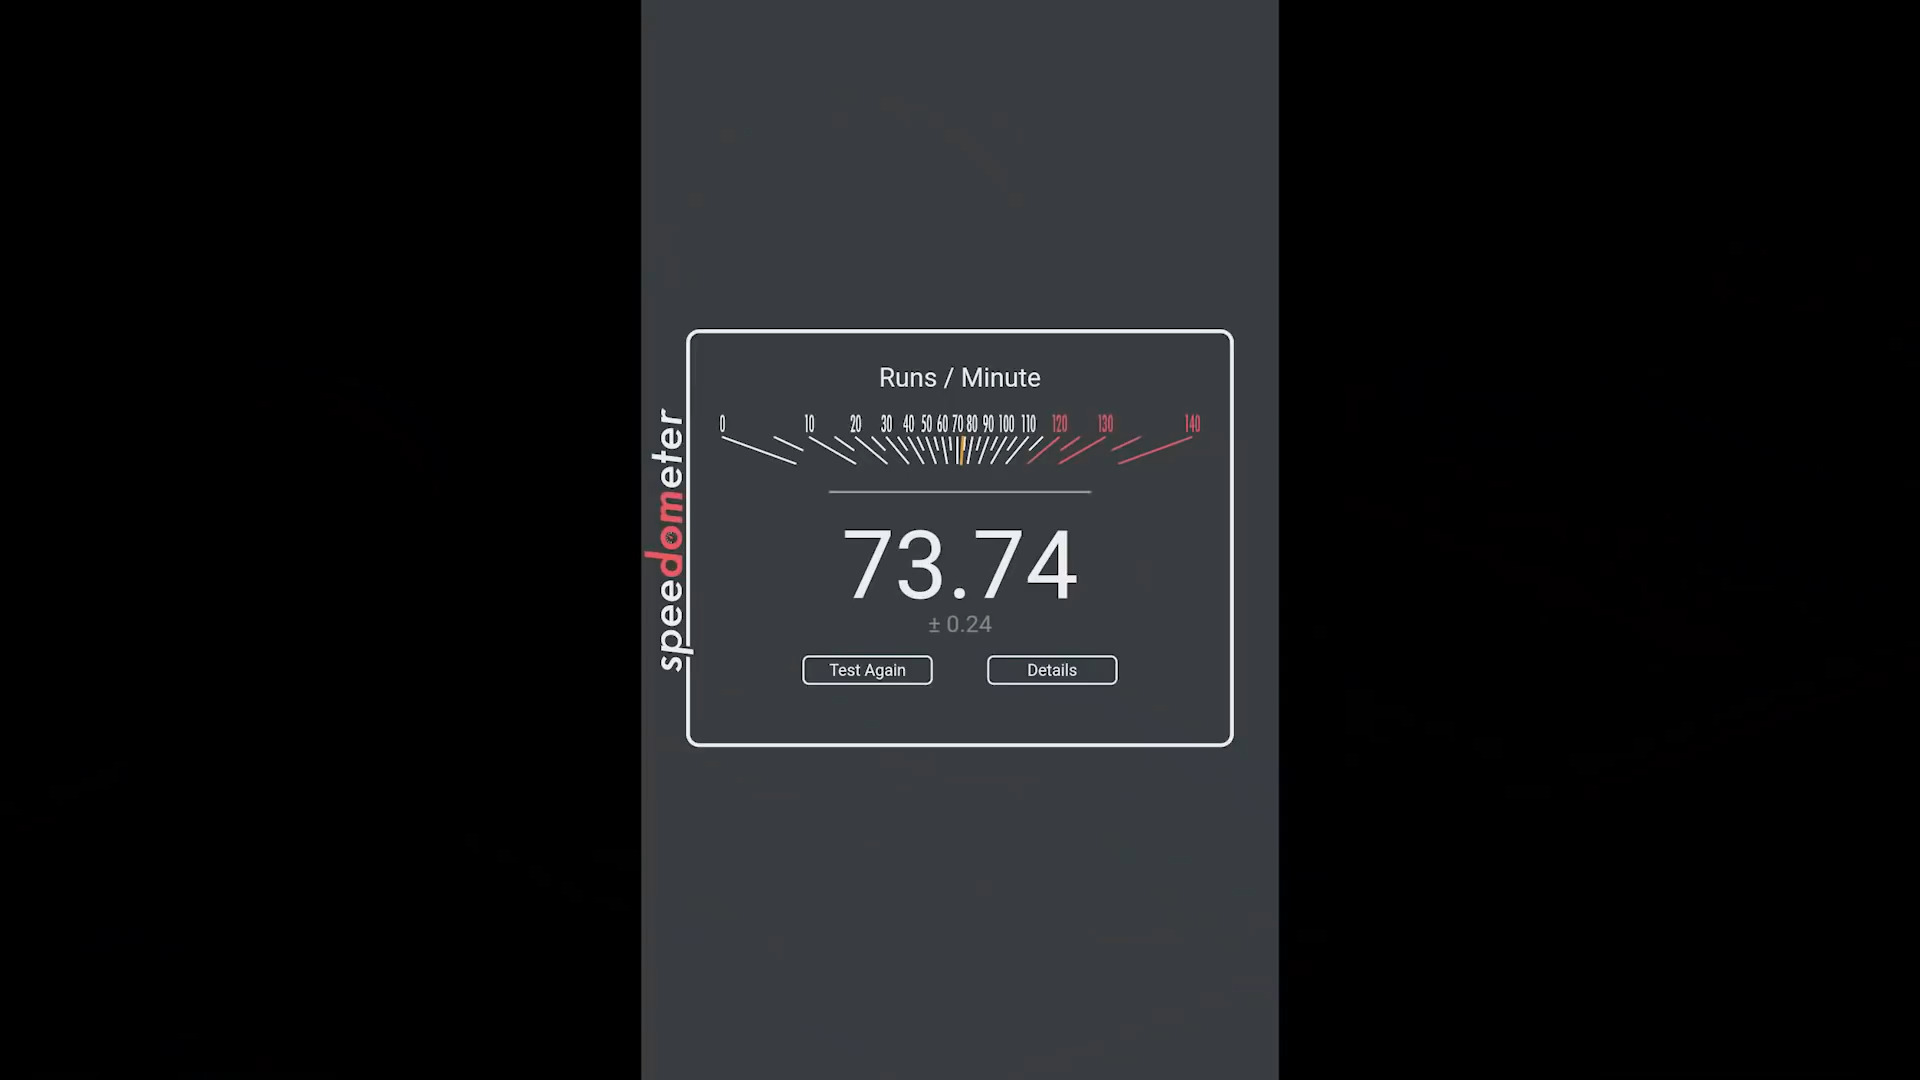 speedometer
Runs / Minute
0 10 20 30 40 50 60 70 80 90 100 110 120 130 140
73.74
± 0.24
Test Again
Details